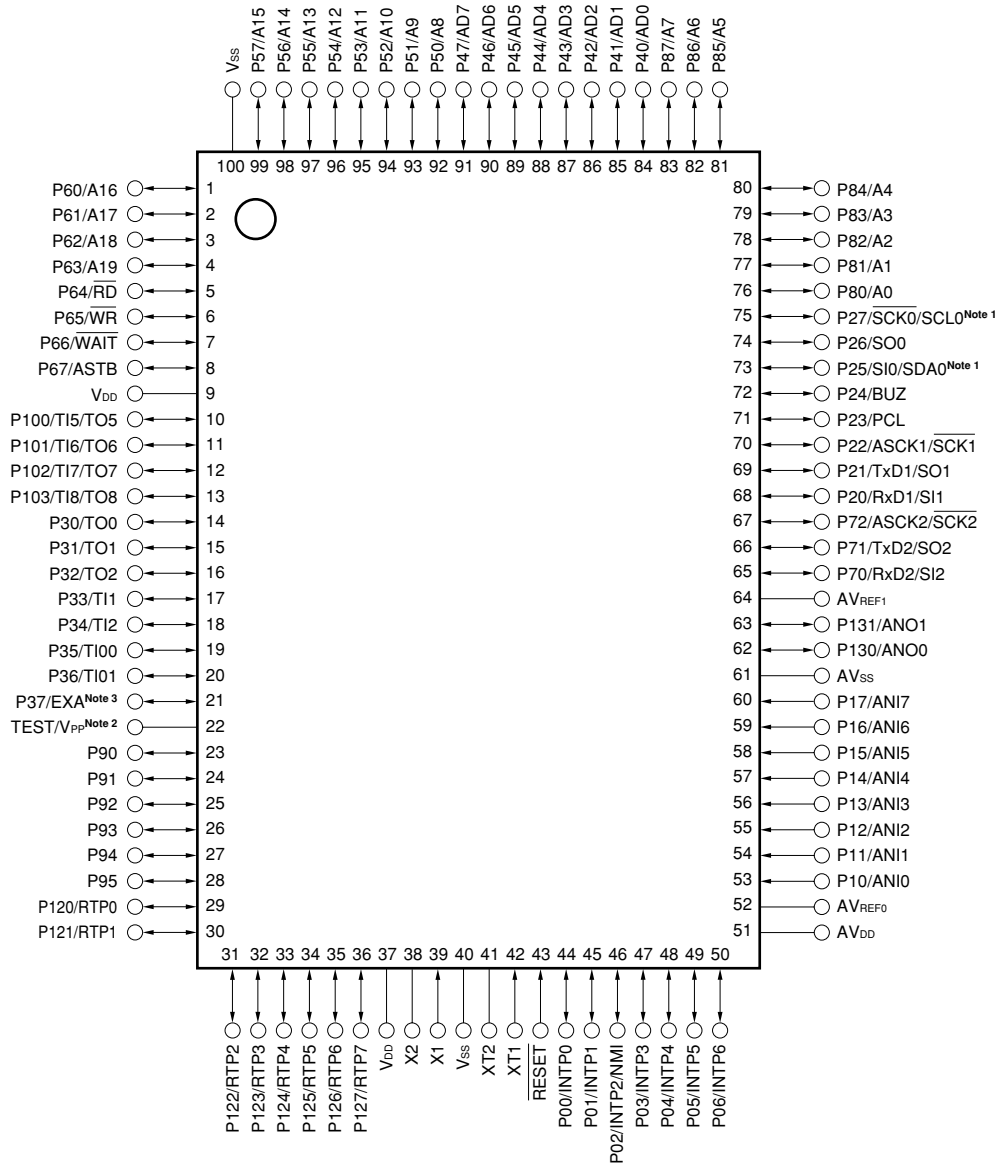 VSS
P57/A15
P56/A14
P55/A13
P54/A12
P53/A11
P52/A10
P51/A9
P50/A8
P47/AD7
P46/AD6
P45/AD5
P44/AD4
P43/AD3
P42/AD2
P41/AD1
P40/AD0
P87/A7
P86/A6
P85/A5
100 99 98 97 96 95 94 93 92 91 90 89 88 87 86 85 84 83 82 81
P60/A16 1
P61/A17 2
P62/A18 3
P63/A19 4
P64/RD 5
P65/WR 6
P66/WAIT 7
P67/ASTB 8
VDD 9
P100/TI5/TO5 10
P101/TI6/TO6 11
P102/TI7/TO7 12
P103/TI8/TO8 13
P30/TO0 14
P31/TO1 15
P32/TO2 16
P33/TI1 17
P34/TI2 18
P35/TI00 19
P36/TI01 20
P37/EXA Note 3 21
TEST/VPP Note 2 22
P90 23
P91 24
P92 25
P93 26
P94 27
P95 28
P120/RTP0 29
P121/RTP1 30
80 P84/A4
79 P83/A3
78 P82/A2
77 P81/A1
76 P80/A0
75 P27/SCK0/SCL0 Note 1
74 P26/SO0
73 P25/SI0/SDA0 Note 1
72 P24/BUZ
71 P23/PCL
70 P22/ASCK1/SCK1
69 P21/TxD1/SO1
68 P20/RxD1/SI1
67 P72/ASCK2/SCK2
66 P71/TxD2/SO2
65 P70/RxD2/SI2
64 AVREF1
63 P131/ANO1
62 P130/ANO0
61 AVSS
60 P17/ANI7
59 P16/ANI6
58 P15/ANI5
57 P14/ANI4
56 P13/ANI3
55 P12/ANI2
54 P11/ANI1
53 P10/ANI0
52 AVREF0
51 AVDD
31 32 33 34 35 36 37 38 39 40 41 42 43 44 45 46 47 48 49 50
P122/RTP2
P123/RTP3
P124/RTP4
P125/RTP5
P126/RTP6
P127/RTP7
VDD
X2
X1
VSS
XT2
XT1
RESET
P00/INTP0
P01/INTP1
P02/INTP2/NMI
P03/INTP3
P04/INTP4
P05/INTP5
P06/INTP6